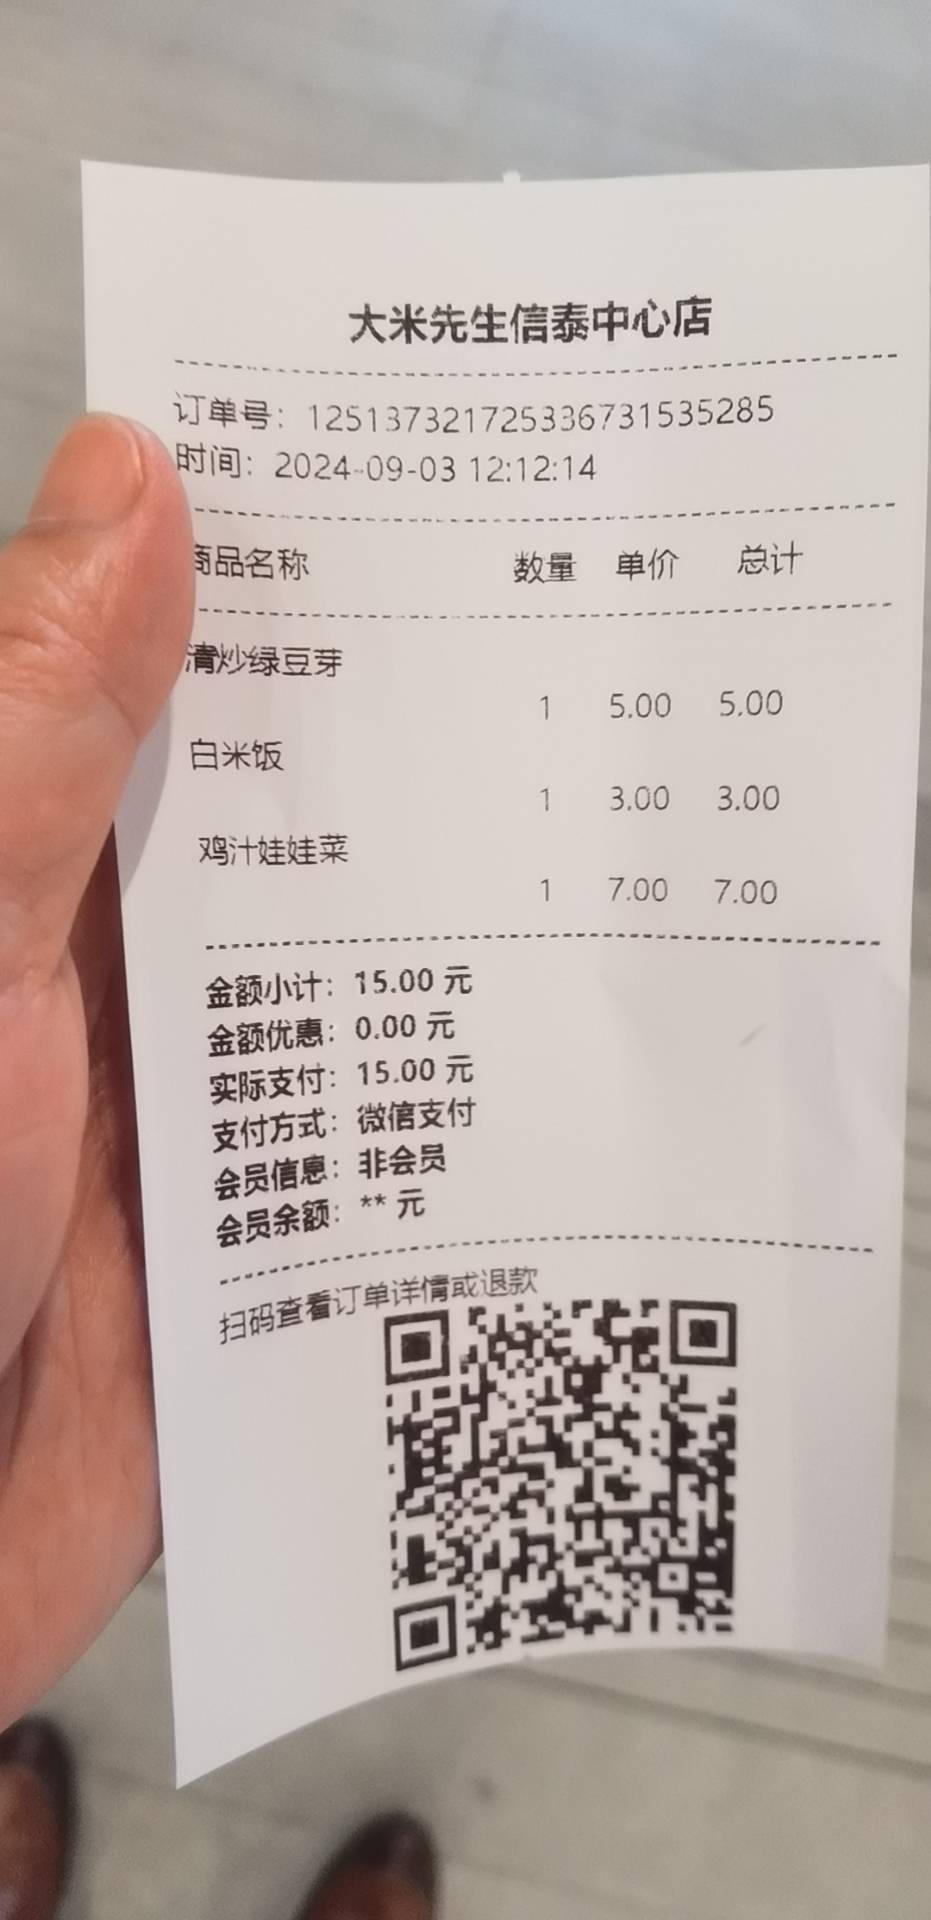 大米先生信泰中心店
订单号：125137321725336731535285
时间：2024-09-03 12:12:14
商品名称 数量 单价 总计
清炒绿豆芽
1 5.00 5.00
白米饭
1 3.00 3.00
鸡汁娃娃菜
1 7.00 7.00
金额小计：15.00 元
金额优惠：0.00 元
实际支付：15.00 元
支付方式：微信支付
会员信息：非会员
会员余额：** 元
扫码查看订单详情或退款